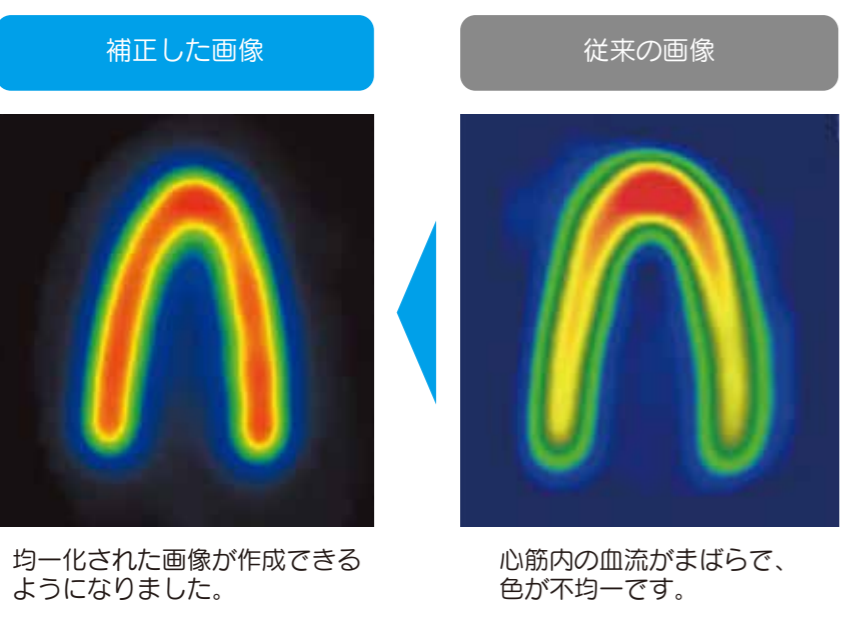 補正した画像
従来の画像
均一化された画像が作成できる
ようになりました。
心筋内の血流がまばらで、
色が不均一です。